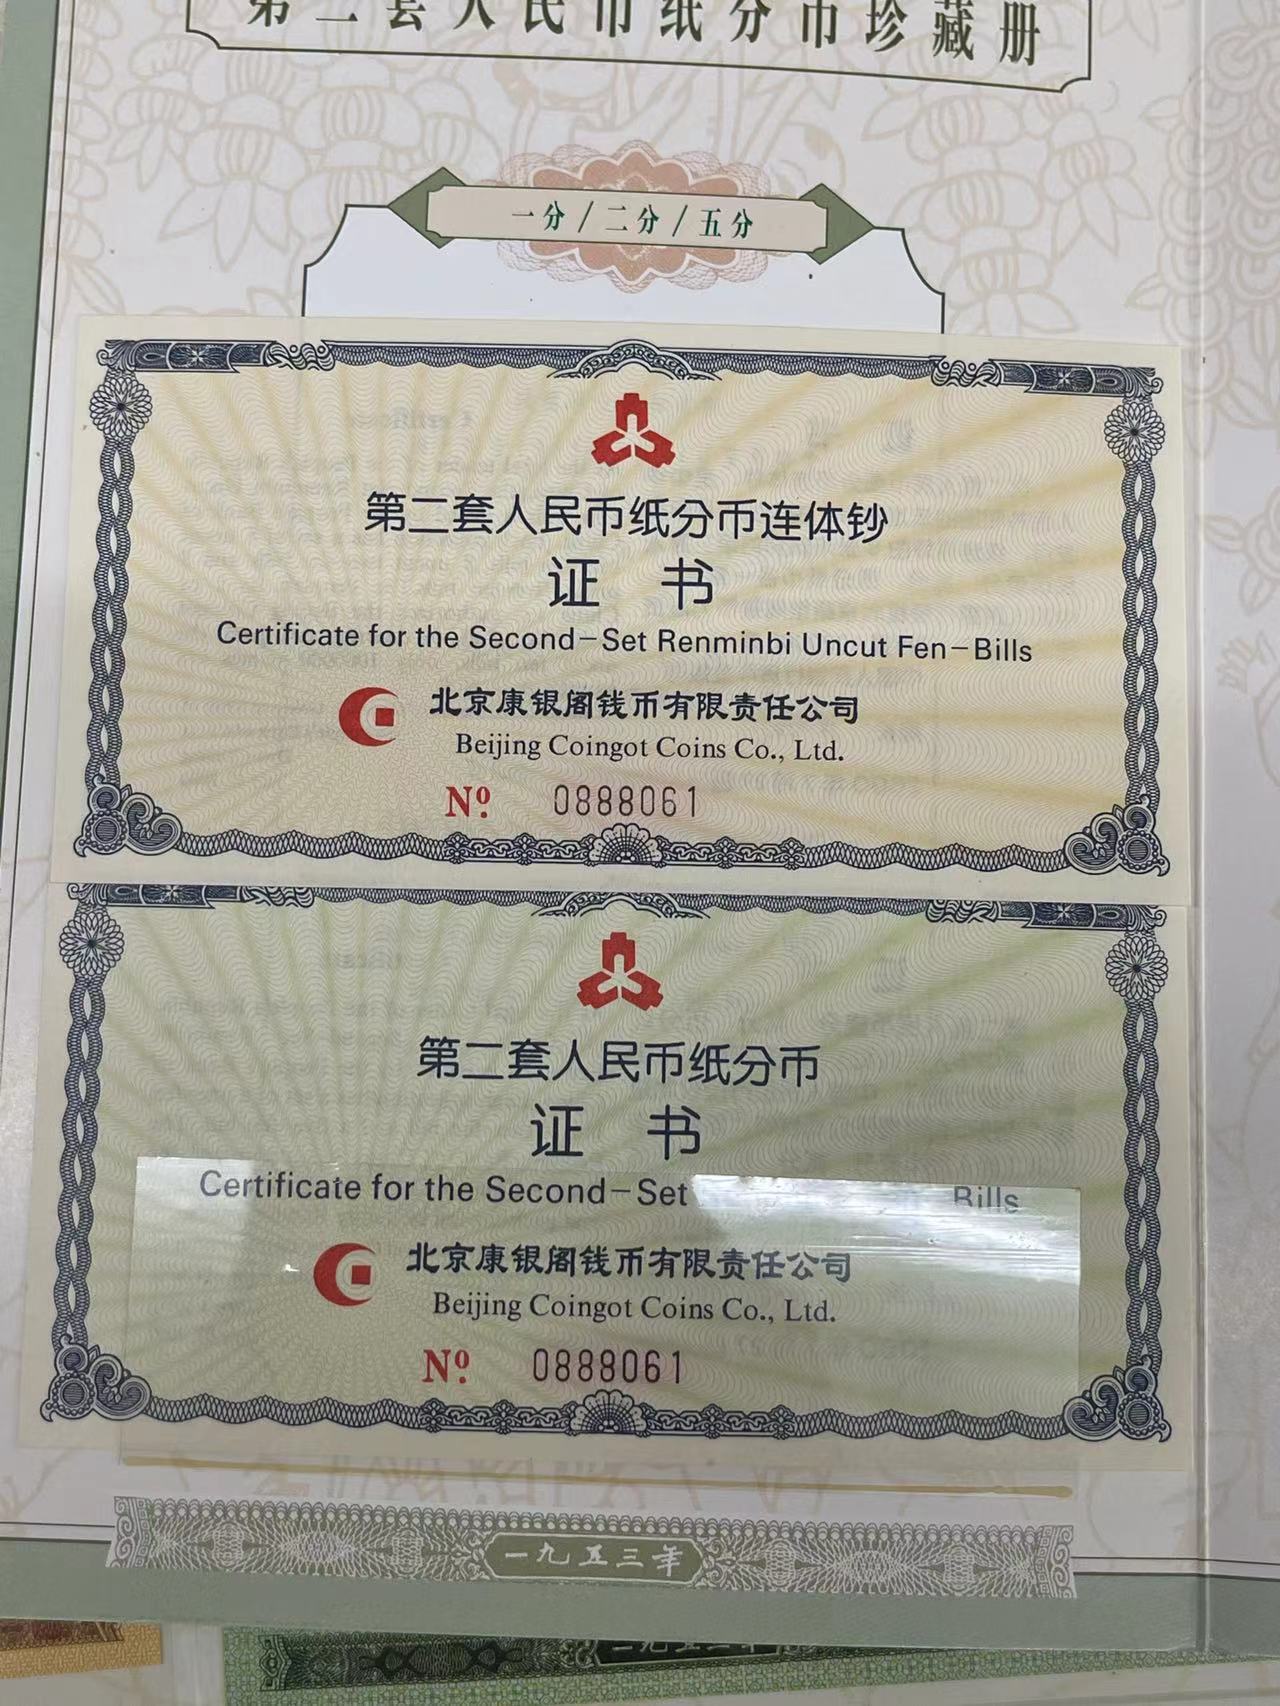 第二套人民币纸分币珍藏册
一分/二分/五分
第二套人民币纸分币连体钞
证 书
Certificate for the Second-Set Renminbi Uncut Fen-Bills
北京康银阁钱币有限责任公司
Beijing Coingot Coins Co., Ltd.
Nº 0888061
第二套人民币纸分币
证 书
Certificate for the Second-Set Bills
北京康银阁钱币有限责任公司
Beijing Coingot Coins Co., Ltd.
Nº 0888061
一九五三年
一九五三年